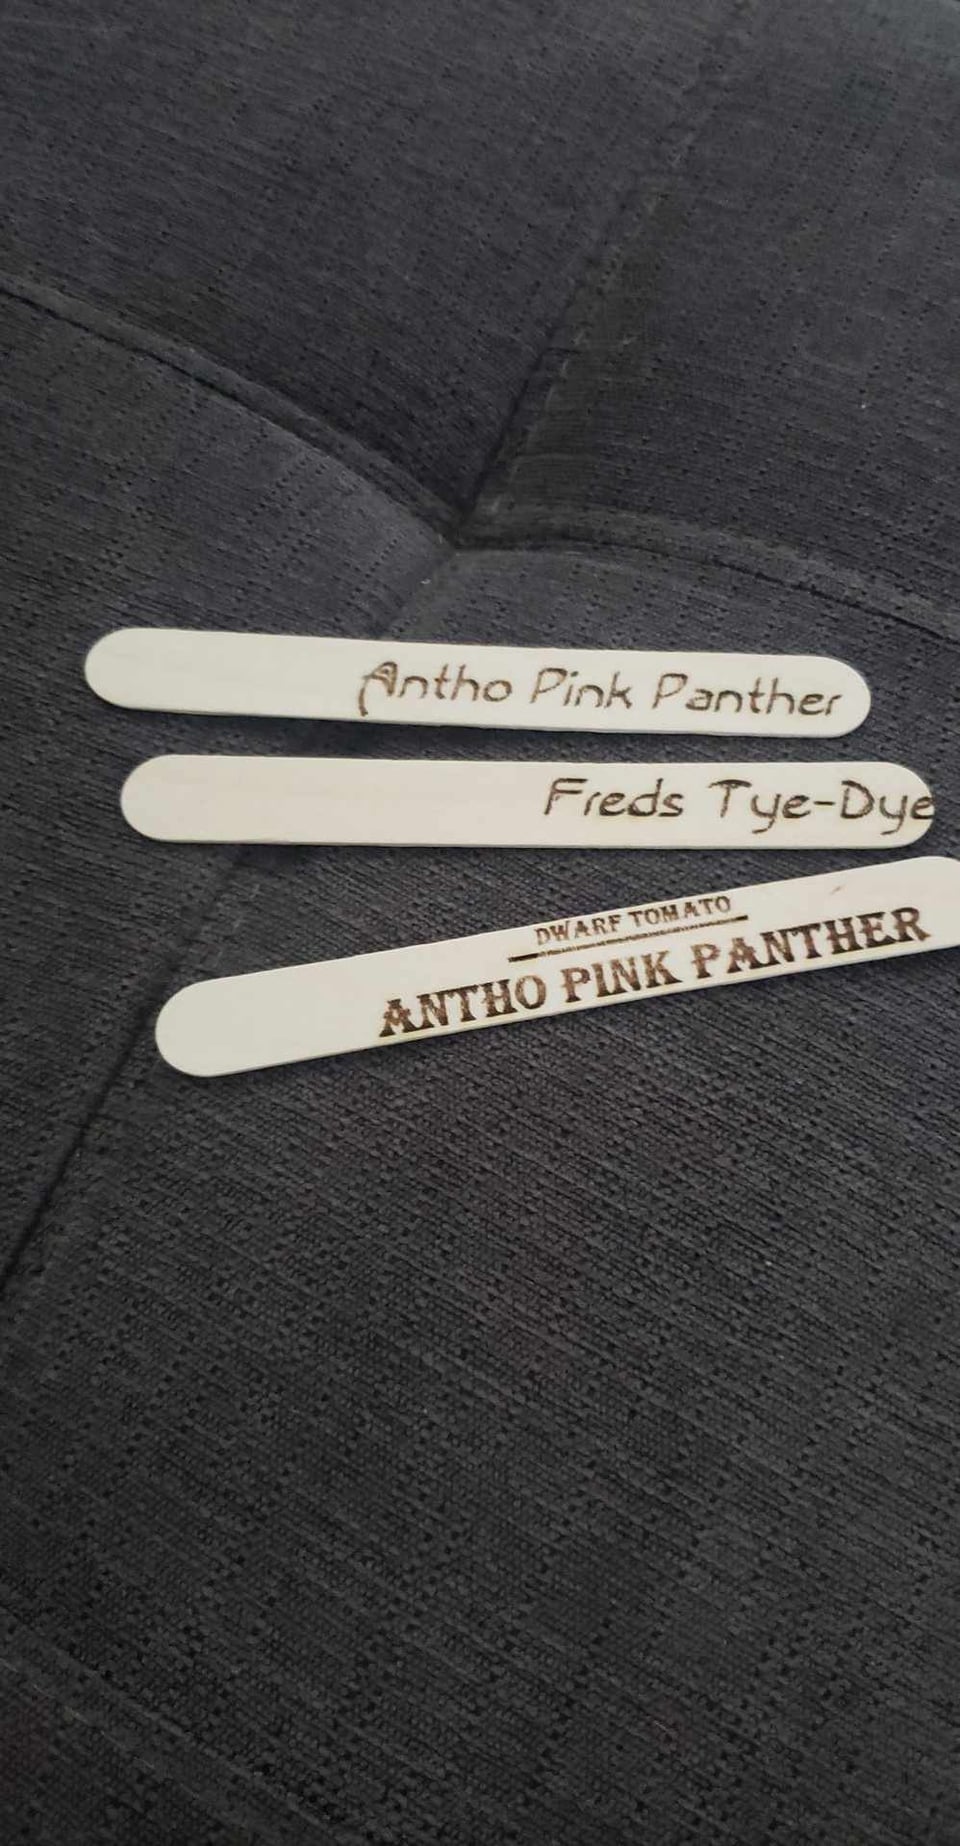 Antho Pink Panther
Freds Tye-Dye
DWARF TOMATO
ANTHO PINK PANTHER